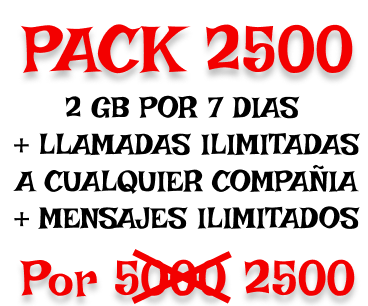 PACK 2500
2 GB POR 7 DIAS
+ LLAMADAS ILIMITADAS
A CUALQUIER COMPAÑIA
+ MENSAJES ILIMITADOS
Por 5000 2500